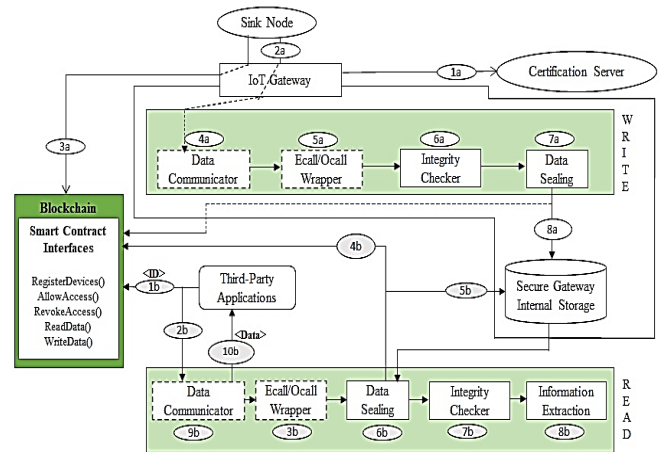 Sink Node
2a
IoT Gateway
1a
Certification Server
3a
4a
5a
6a
7a
Data
Communicator
Ecall/Ocall
Wrapper
Integrity
Checker
Data
Sealing
W
R
I
T
E
Blockchain
Smart Contract
Interfaces
RegisterDevices()
AllowAccess()
RevokeAccess()
ReadData()
WriteData()
8a
4b
<ID>
1b
Third-Party
Applications
5b
Secure Gateway
Internal Storage
2b
<Data>
10b
Data
Communicator
Ecall/Ocall
Wrapper
Data
Sealing
Integrity
Checker
Information
Extraction
9b
3b
6b
7b
8b
R
E
A
D